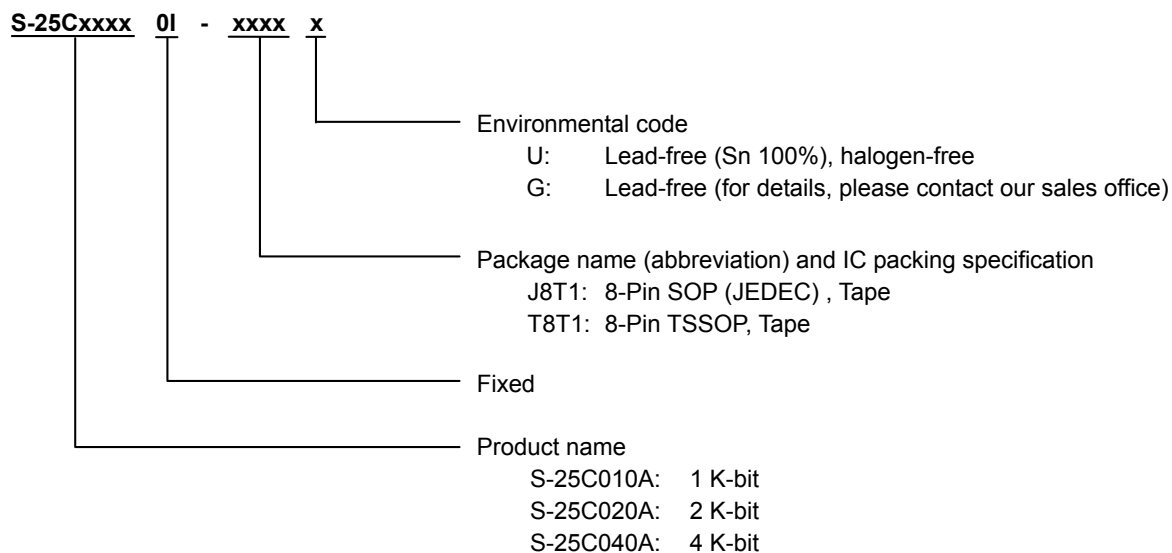 S-25Cxxxx 0I - xxxx x
Environmental code
U: Lead-free (Sn 100%), halogen-free
G: Lead-free (for details, please contact our sales office)
Package name (abbreviation) and IC packing specification
J8T1: 8-Pin SOP (JEDEC) , Tape
T8T1: 8-Pin TSSOP, Tape
Fixed
Product name
S-25C010A: 1 K-bit
S-25C020A: 2 K-bit
S-25C040A: 4 K-bit